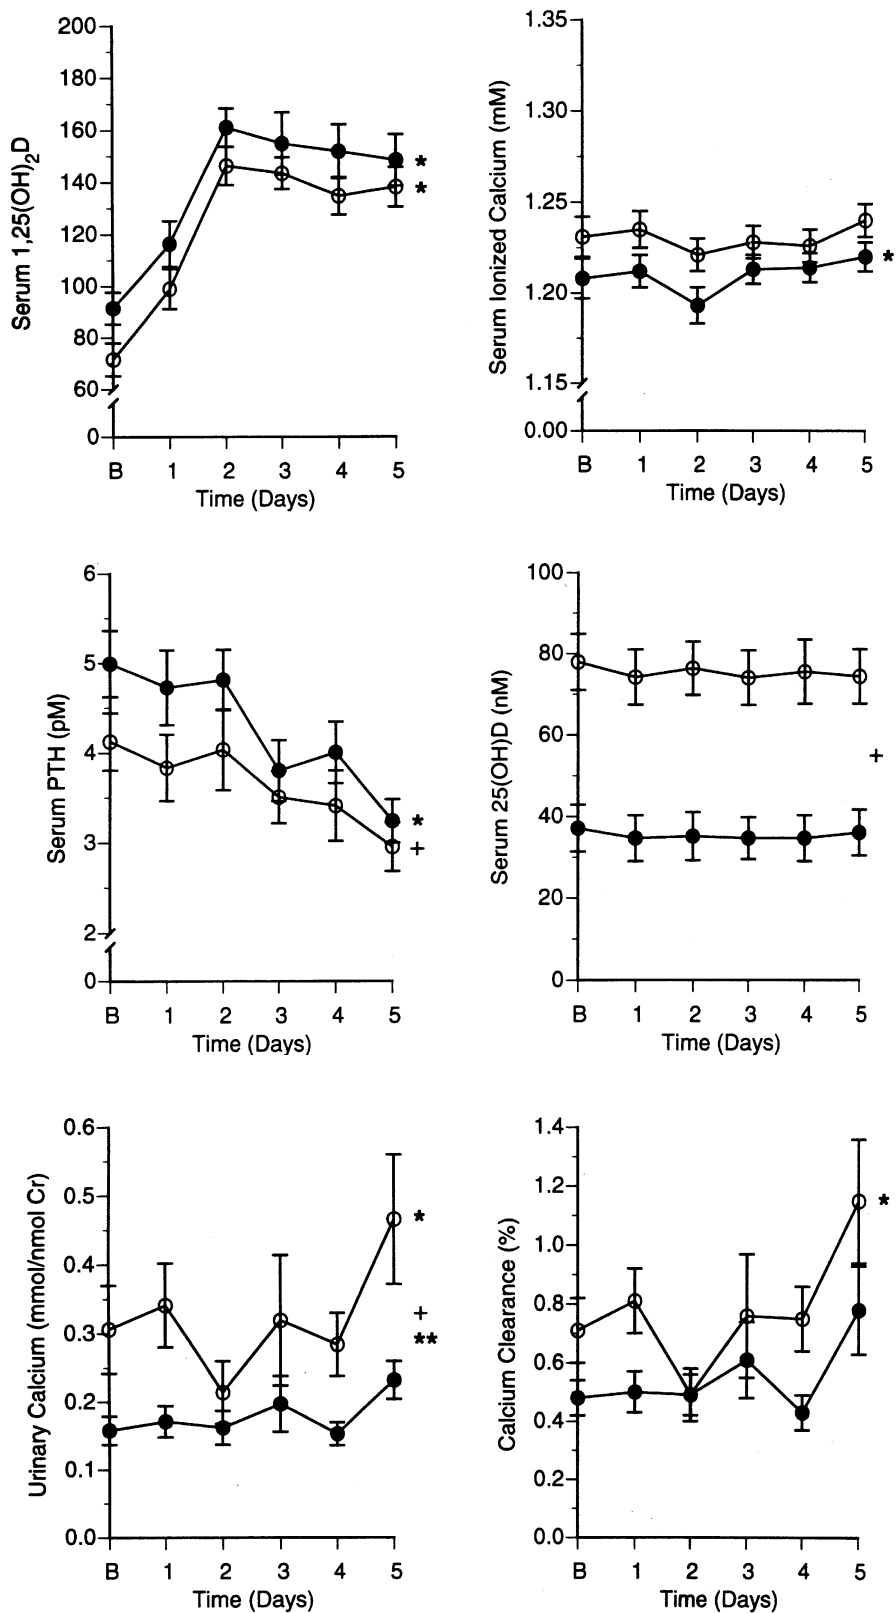 Serum 1,25(OH)2D
200
180
160
140
120
100
80
60
0
*
*
B 1 2 3 4 5
Time (Days)
Serum Ionized Calcium (mM)
1.35
1.30
1.25
1.20
1.15
0.00
*
B 1 2 3 4 5
Time (Days)
Serum PTH (pM)
6
5
4
3
2
0
*
+
B 1 2 3 4 5
Time (Days)
Serum 25(OH)D (nM)
100
80
60
40
20
0
+
B 1 2 3 4 5
Time (Days)
Urinary Calcium (mmol/nmol Cr)
0.6
0.5
0.4
0.3
0.2
0.1
0.0
*
+
**
B 1 2 3 4 5
Time (Days)
Calcium Clearance (%)
1.4
1.2
1.0
0.8
0.6
0.4
0.2
0.0
*
B 1 2 3 4 5
Time (Days)